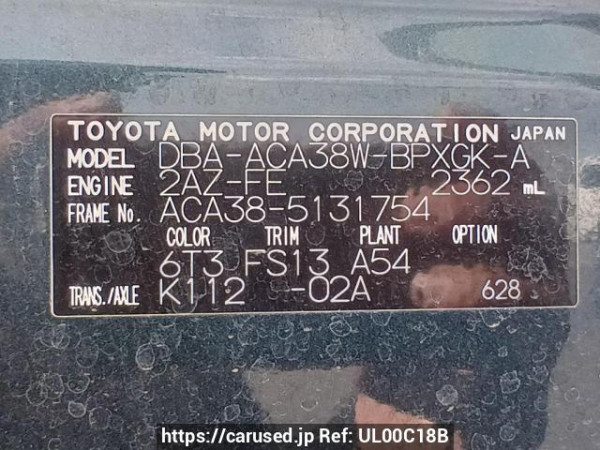 TOYOTA MOTOR CORPORATION JAPAN
MODEL DBA-ACA38W-BPXGK-A
ENGINE 2AZ-FE 2362 mL
FRAME No. ACA38-5131754
COLOR TRIM PLANT OPTION
6T3 FS13 A54
TRANS./AXLE K112 -02A 628
https://carused.jp Ref: UL00C18B